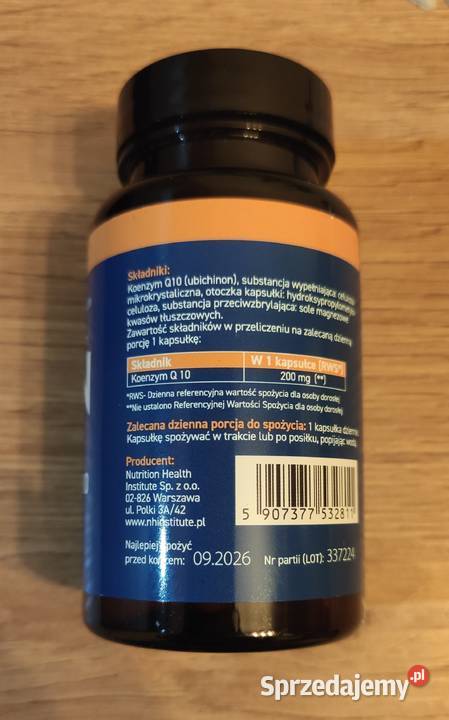 Składniki:
Koenzym Q10 (ubichinon), substancja wypełniająca: celuloza
mikrokrystaliczna, otoczka kapsułki: hydroksypropylometylo-
celuloza, substancja przeciwzbrylająca: sole magnezowe
kwasów tłuszczowych.
Zawartość składników w przeliczeniu na zalecaną dzienną
porcję 1 kapsułkę:
Składnik W 1 kapsułce (RWS*)
Koenzym Q 10 200 mg (**)
*RWS- Dzienna referencyjna wartość spożycia dla osoby dorosłej
**Nie ustalono Referencyjnej Wartości Spożycia dla osoby dorosłej
Zalecana dzienna porcja do spożycia: 1 kapsułka dziennie.
Kapsułkę spożywać w trakcie lub po posiłku, popijając wodą.
Producent:
Nutrition Health
Institute Sp. z o.o.
02-826 Warszawa
ul. Polki 3A/42
www.nhinstitute.pl
5 907377 532811
Najlepiej spożyć
przed końcem: 09.2026 Nr partii (LOT): 337224
Sprzedajemy.pl